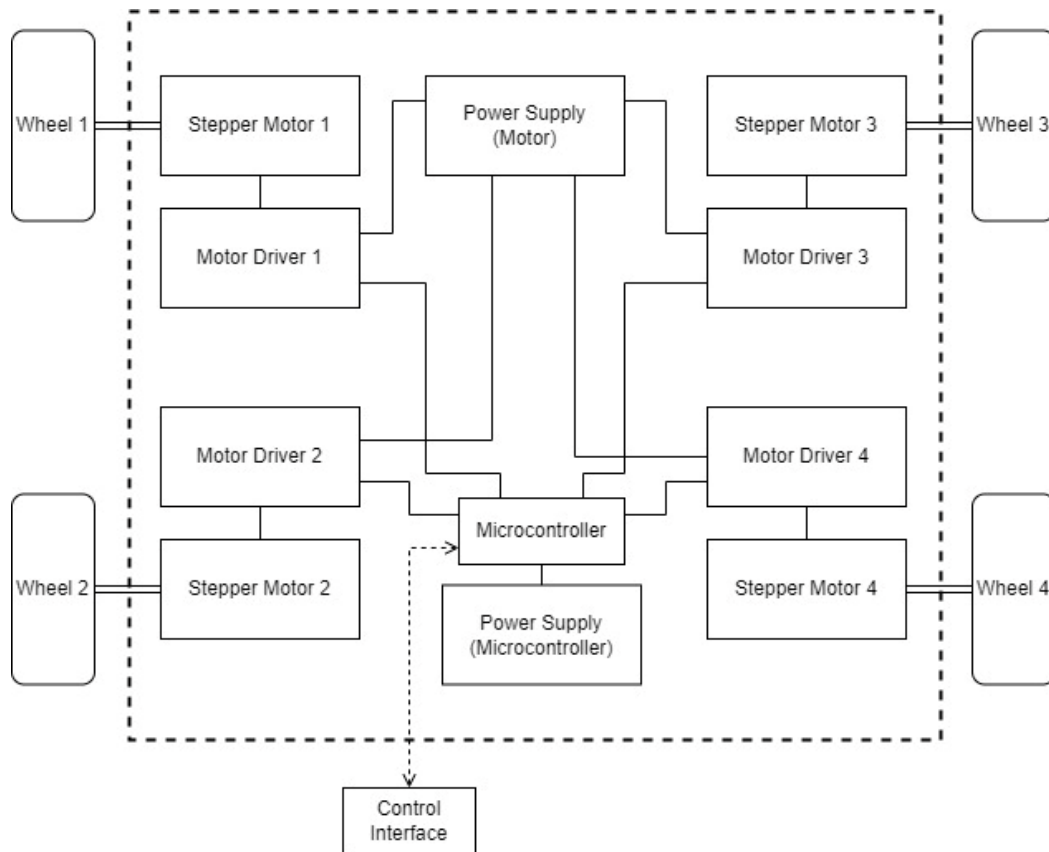 Wheel 1
Stepper Motor 1
Power Supply
(Motor)
Stepper Motor 3
Wheel 3
Motor Driver 1
Motor Driver 3
Motor Driver 2
Motor Driver 4
Microcontroller
Wheel 2
Stepper Motor 2
Stepper Motor 4
Wheel 4
Power Supply
(Microcontroller)
Control
Interface